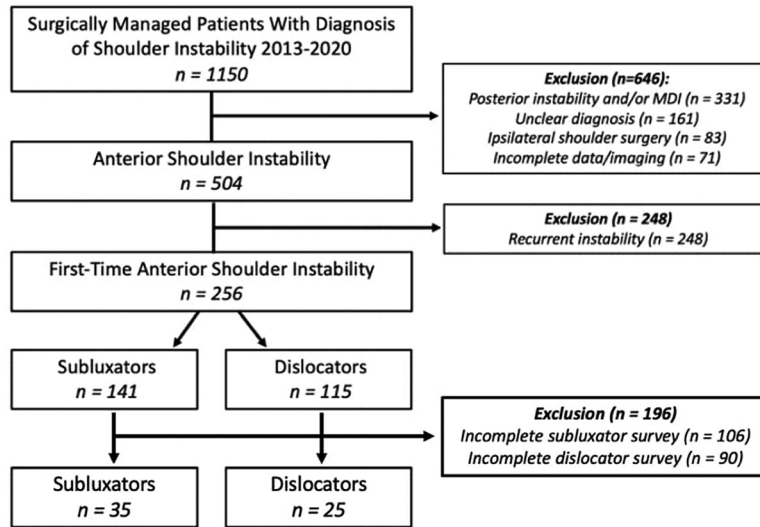 Surgically Managed Patients With Diagnosis
of Shoulder Instability 2013-2020
n = 1150
Exclusion (n=646):
Posterior instability and/or MDI (n = 331)
Unclear diagnosis (n = 161)
Ipsilateral shoulder surgery (n = 83)
Incomplete data/imaging (n = 71)
Anterior Shoulder Instability
n = 504
Exclusion (n = 248)
Recurrent instability (n = 248)
First-Time Anterior Shoulder Instability
n = 256
Subluxators
n = 141
Dislocators
n = 115
Exclusion (n = 196)
Incomplete subluxator survey (n = 106)
Incomplete dislocator survey (n = 90)
Subluxators
n = 35
Dislocators
n = 25